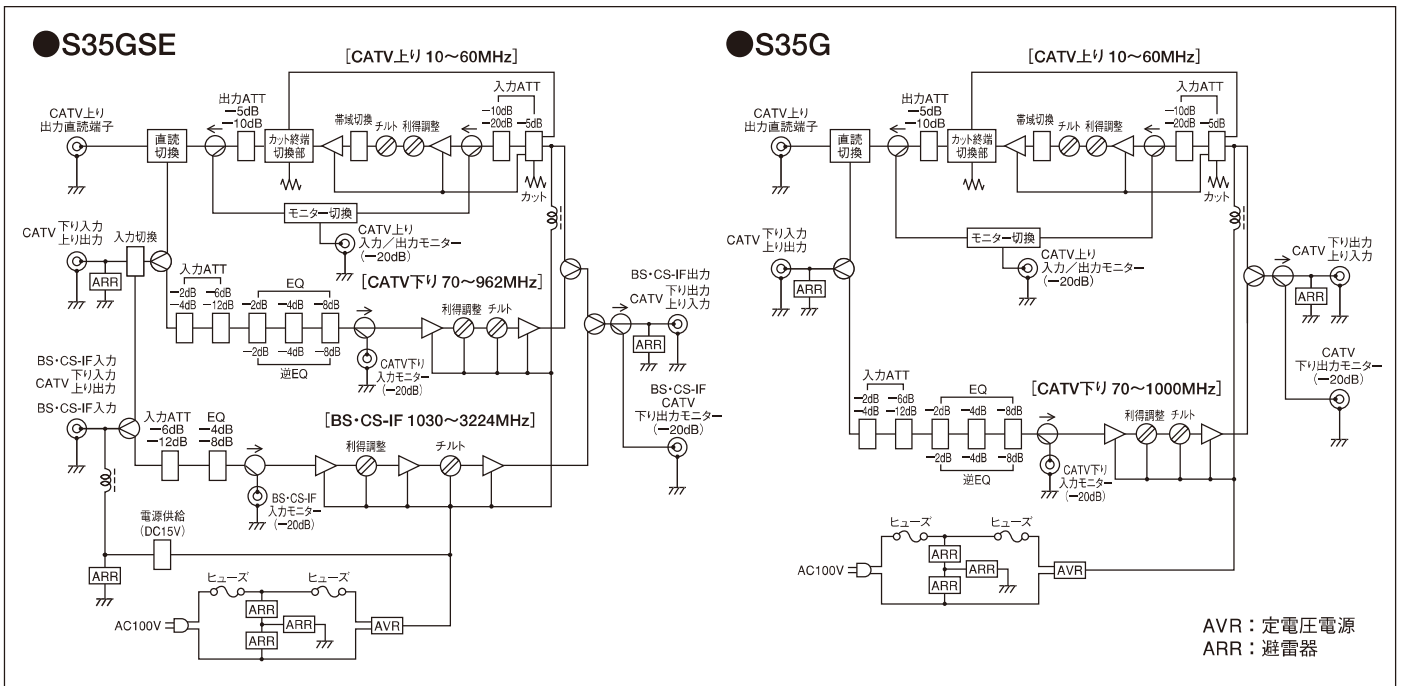 ●S35GSE
[CATV上り 10〜60MHz]
入力ATT
出力ATT
−5dB
−10dB
−10dB
−20dB
−5dB
CATV上り
出力直読端子
直読
切換
カット終端
切換部
帯域切換
チルト
利得調整
カット
モニター切換
CATV上り
入力/出力モニター
(−20dB)
CATV 下り入力
上り出力
入力切換
ARR
入力ATT
−2dB
−4dB
−6dB
−12dB
EQ
−2dB
−4dB
−8dB
−2dB
−4dB
−8dB
逆EQ
[CATV下り 70〜962MHz]
利得調整
チルト
CATV下り
入力モニター
(−20dB)
BS・CS-IF出力
CATV 下り出力
上り入力
ARR
BS・CS-IF
CATV
下り出力モニター
(−20dB)
BS・CS-IF入力
CATV 下り入力
上り出力
BS・CS-IF入力
入力ATT
−6dB
−12dB
EQ
−4dB
−8dB
[BS・CS-IF 1030〜3224MHz]
利得調整
チルト
BS・CS-IF
入力モニター
(−20dB)
電源供給
(DC15V)
ARR
ヒューズ
ヒューズ
AC100V
ARR
ARR
ARR
AVR
●S35G
[CATV上り 10〜60MHz]
入力ATT
出力ATT
−5dB
−10dB
−10dB
−20dB
−5dB
CATV上り
出力直読端子
直読
切換
カット終端
切換部
帯域切換
チルト
利得調整
カット
モニター切換
CATV上り
入力/出力モニター
(−20dB)
CATV 下り入力
上り出力
ARR
CATV 下り出力
上り入力
ARR
CATV
下り出力モニター
(−20dB)
入力ATT
−2dB
−4dB
−6dB
−12dB
EQ
−2dB
−4dB
−8dB
−2dB
−4dB
−8dB
逆EQ
[CATV下り 70〜1000MHz]
利得調整
チルト
CATV下り
入力モニター
(−20dB)
ヒューズ
ヒューズ
AC100V
ARR
ARR
ARR
AVR
AVR:定電圧電源
ARR:避雷器